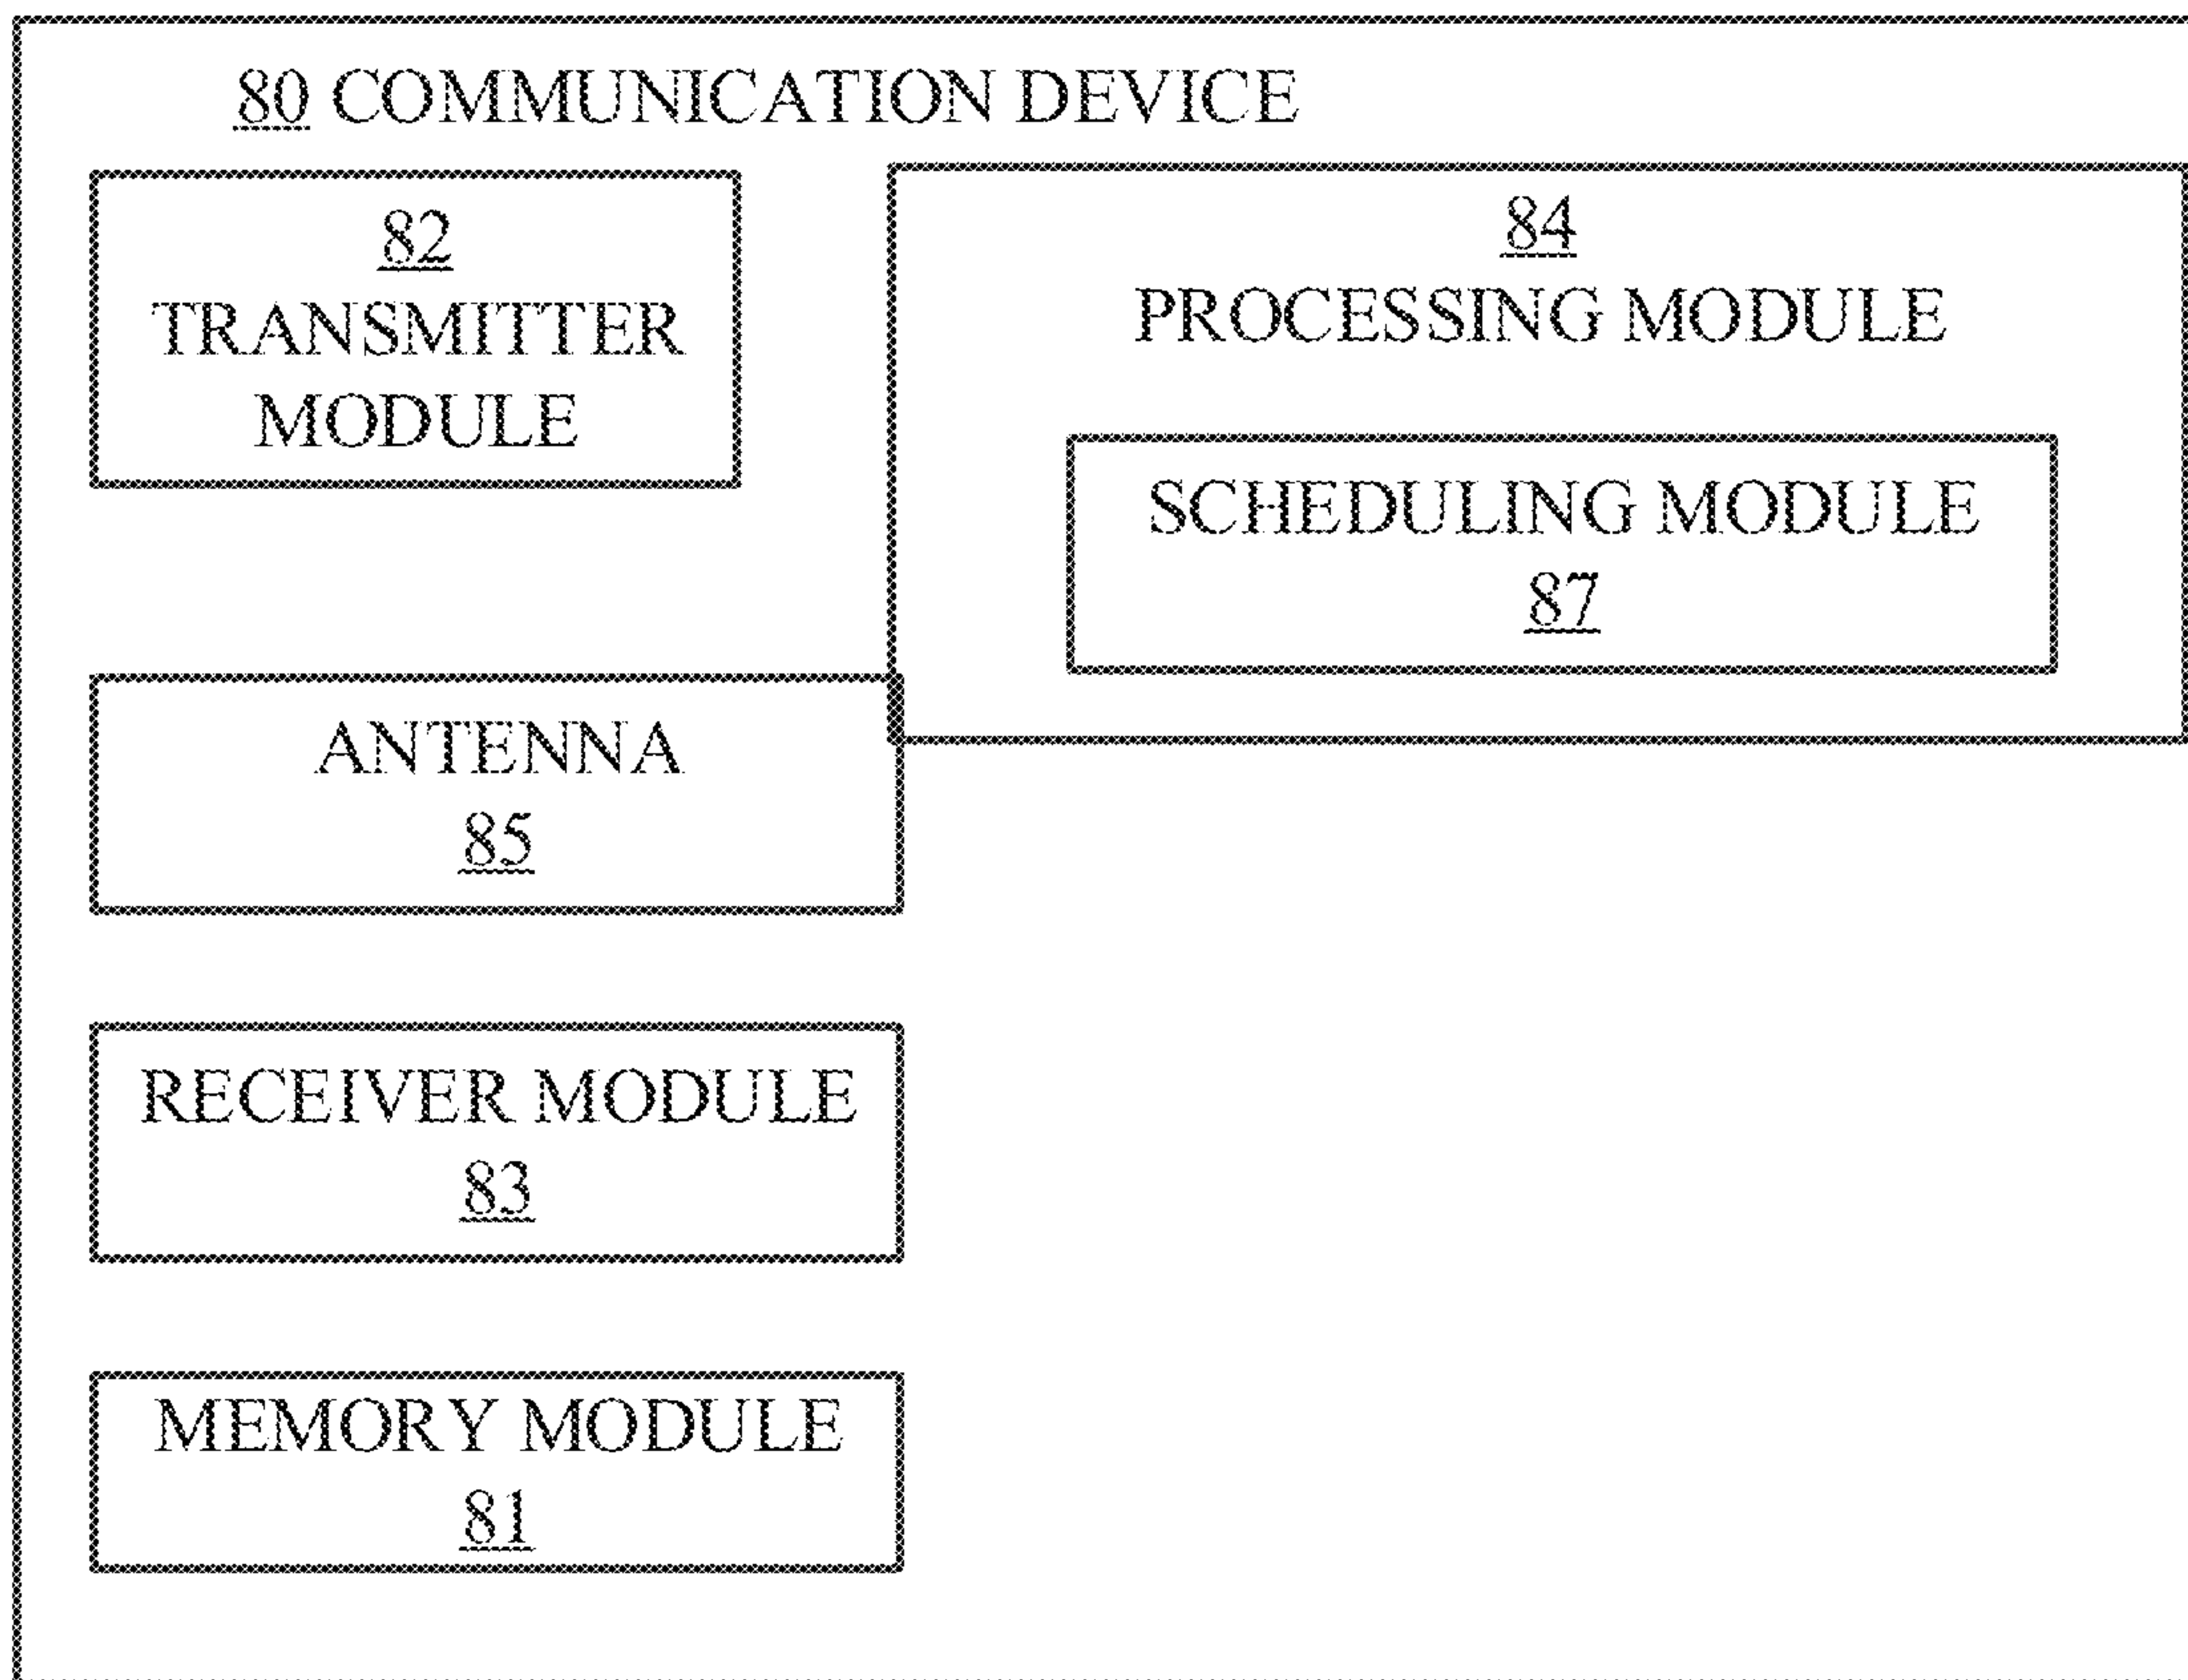 80 COMMUNICATION DEVICE
82
TRANSMITTER
MODULE
84
PROCESSING MODULE
SCHEDULING MODULE
87
ANTENNA
85
RECEIVER MODULE
83
MEMORY MODULE
81